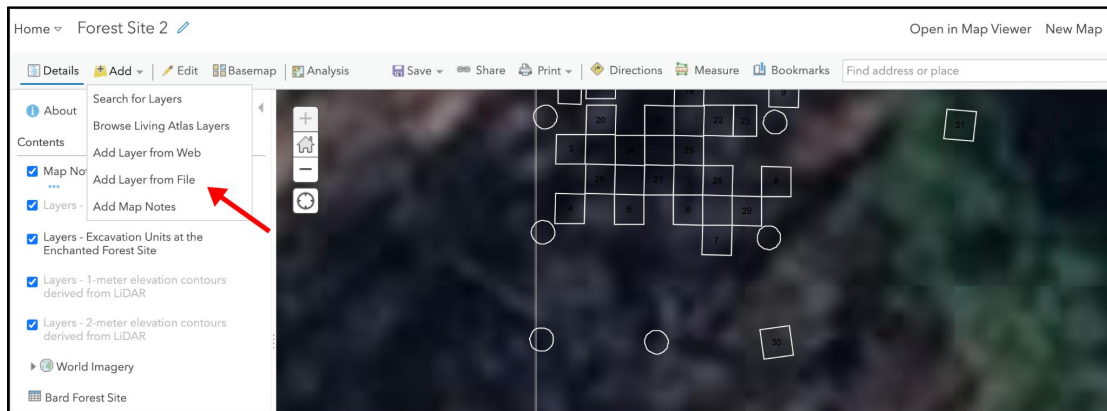 Home Forest Site 2 Open in Map Viewer New Map
Details Add Edit Basemap Analysis Save Share Print Directions Measure Bookmarks Find address or place
About
Contents
Map Not
Layers -
Layers - Excavation Units at the
Enchanted Forest Site
Layers - 1-meter elevation contours
derived from LiDAR
Layers - 2-meter elevation contours
derived from LiDAR
World Imagery
Bard Forest Site
Search for Layers
Browse Living Atlas Layers
Add Layer from Web
Add Layer from File
Add Map Notes
9
20 22 23
31
3 24 25
26 27 28 8
4 5 6 29
7
30